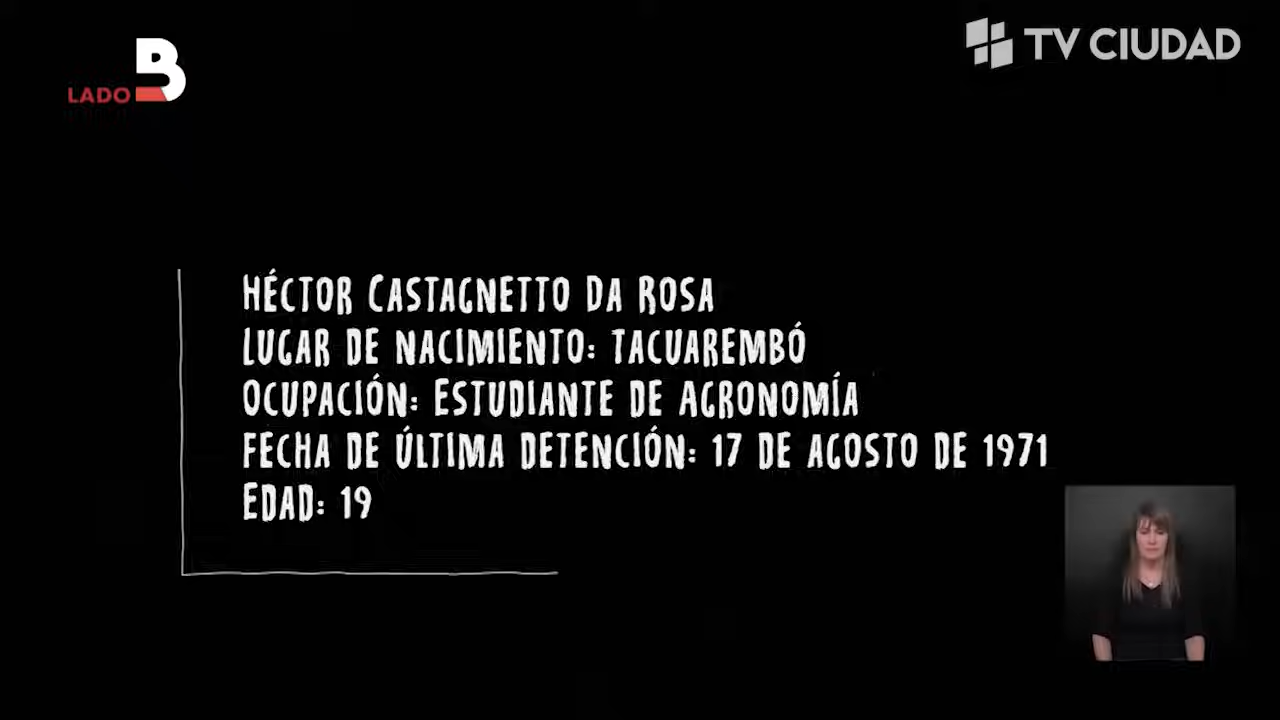 LADO B
TV CIUDAD
HÉCTOR CASTAGNETTO DA ROSA
LUGAR DE NACIMIENTO: TACUAREMBÓ
OCUPACIÓN: ESTUDIANTE DE AGRONOMÍA
FECHA DE ÚLTIMA DETENCIÓN: 17 DE AGOSTO DE 1971
EDAD: 19